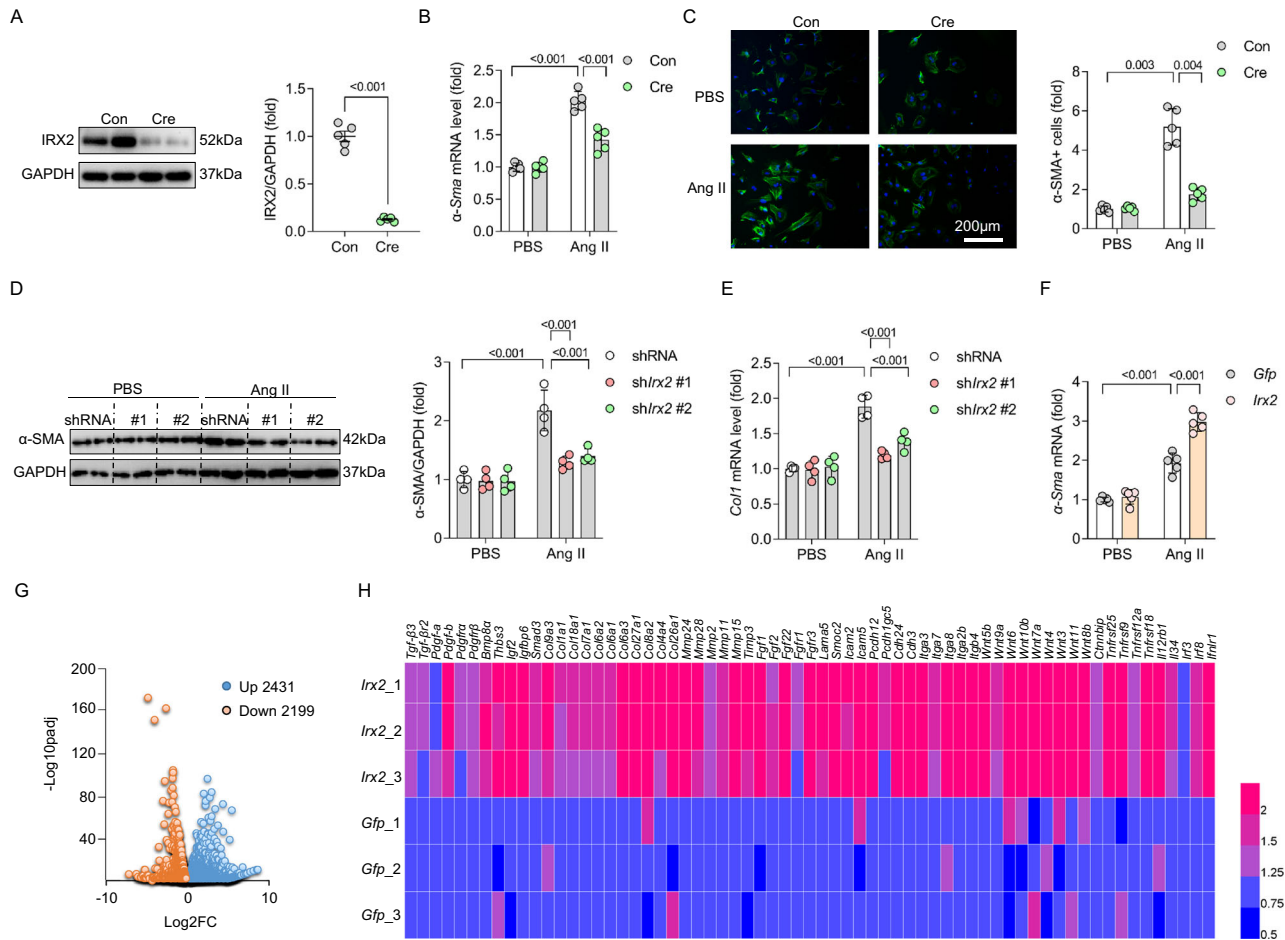 A
Con Cre
IRX2
52kDa
GAPDH
37kDa
IRX2/GAPDH (fold)
1.5
1.0
0.5
0.0
<0.001
Con
Cre
B
α-Sma mRNA level (fold)
2.5
2.0
1.5
1.0
0.5
0.0
<0.001
<0.001
Con
Cre
PBS
Ang II
C
Con
Cre
PBS
Ang II
200μm
α-SMA+ cells (fold)
8
6
4
2
0
0.003
0.004
Con
Cre
PBS
Ang II
D
PBS
Ang II
shRNA #1 #2 shRNA #1 #2
α-SMA
42kDa
GAPDH
37kDa
α-SMA/GAPDH (fold)
3
2
1
0
<0.001
<0.001
<0.001
shRNA
shIrx2 #1
shIrx2 #2
PBS
Ang II
E
Col1 mRNA level (fold)
2.5
2.0
1.5
1.0
0.5
0.0
<0.001
<0.001
<0.001
shRNA
shIrx2 #1
shIrx2 #2
PBS
Ang II
F
α-Sma mRNA (fold)
4
3
2
1
0
<0.001
<0.001
Gfp
Irx2
PBS
Ang II
G
-Log10padj
200
160
120
80
40
Up 2431
Down 2199
-10
0
10
Log2FC
H
Tgf-β3
Tgf-βr2
Pdgf-a
Pdgf-b
Pdgfrα
Pdgfrβ
Bmp8α
Thbs3
Igf2
Igfbp6
Smad3
Col9a3
Col1a1
Col18a1
Col7a1
Col6a2
Col6a1
Col6a3
Col27a1
Col8a2
Col4a4
Col26a1
Mmp24
Mmp28
Mmp2
Mmp11
Mmp15
Timp3
Fgf1
Fgf2
Fgf22
Fgfr1
Fgfr3
Lama5
Smoc2
Icam2
Icam5
Pcdh12
Pcdh1gc5
Cdh24
Cdh3
Itga3
Itga7
Itga8
Itga2b
Itgb4
Wnt5b
Wnt9a
Wnt6
Wnt10b
Wnt7a
Wnt4
Wnt3
Wnt11
Wnt8b
Ctnnbip
Tnfrsf25
Tnfrsf9
Tnfrsf12a
Tnfrsf18
Il12rb1
Il34
Irf3
Irf8
Ifnlr1
Irx2_1
Irx2_2
Irx2_3
Gfp_1
Gfp_2
Gfp_3
2
1.5
1.25
0.75
0.5